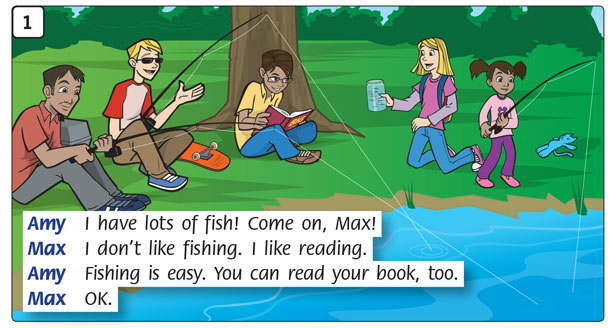 1
Amy I have lots of fish! Come on, Max!
Max I don't like fishing. I like reading.
Amy Fishing is easy. You can read your book, too.
Max OK.